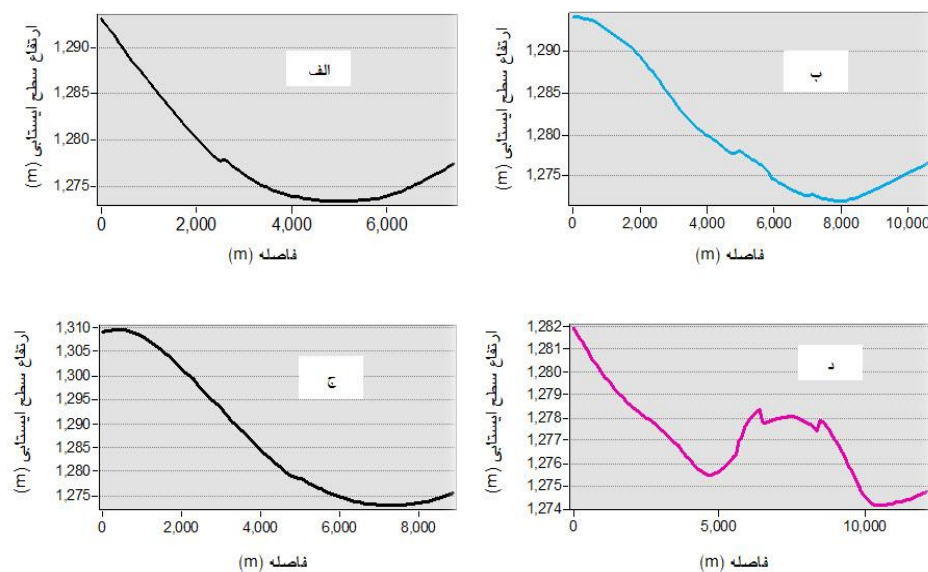 ارتفاع سطح ایستابی (m)
1,290
1,285
1,280
1,275
الف
0 2,000 4,000 6,000
فاصله (m)
ارتفاع سطح ایستابی (m)
1,290
1,285
1,280
1,275
ب
0 2,000 4,000 6,000 8,000 10,000
فاصله (m)
ارتفاع سطح ایستابی (m)
1,310
1,305
1,300
1,295
1,290
1,285
1,280
1,275
ج
0 2,000 4,000 6,000 8,000
فاصله (m)
ارتفاع سطح ایستابی (m)
1,282
1,281
1,280
1,278
1,277
1,276
1,275
1,274
د
0 5,000 10,000
فاصله (m)